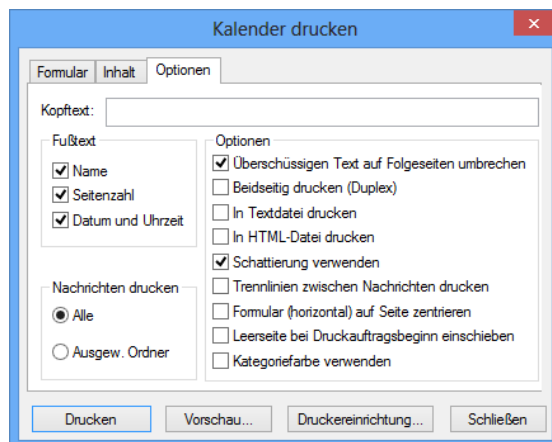 Kalender drucken
Formular Inhalt Optionen
Kopftext:
Fußtext
Name
Seitenzahl
Datum und Uhrzeit
Nachrichten drucken
Alle
Ausgew. Ordner
Optionen
Überschüssigen Text auf Folgeseiten umbrechen
Beidseitig drucken (Duplex)
In Textdatei drucken
In HTML-Datei drucken
Schattierung verwenden
Trennlinien zwischen Nachrichten drucken
Formular (horizontal) auf Seite zentrieren
Leerseite bei Druckauftragsbeginn einschieben
Kategoriefarbe verwenden
Drucken Vorschau... Druckereinrichtung... Schließen